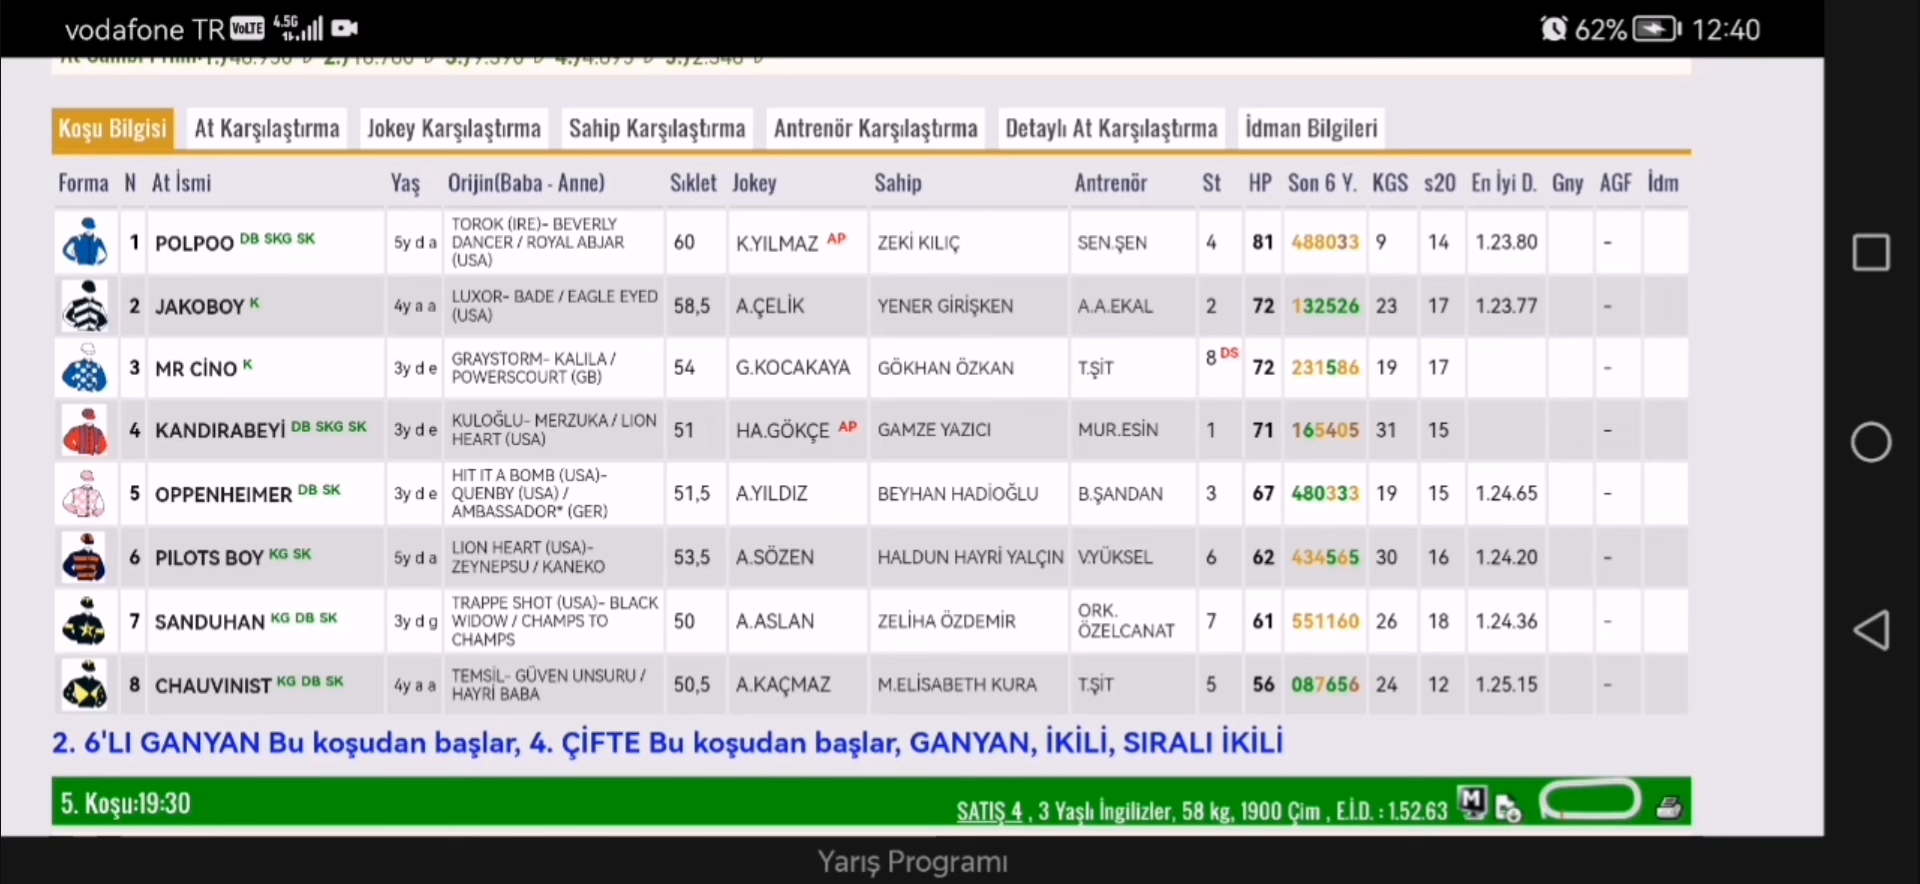 vodafone TR VoLTE 4.5G 62% 12:40
Koşu Bilgisi At Karşılaştırma Jokey Karşılaştırma Sahip Karşılaştırma Antrenör Karşılaştırma Detaylı At Karşılaştırma İdman Bilgileri
Forma N At İsmi Yaş Orijin(Baba - Anne) Sıklet Jokey Sahip Antrenör St HP Son 6 Y. KGS s20 En İyi D. Gny AGF İdm
1 POLPOO DB SKG SK 5y d a TOROK (IRE)- BEVERLY DANCER / ROYAL ABJAR (USA) 60 K.YILMAZ AP ZEKİ KILIÇ SEN.ŞEN 4 81 488033 9 14 1.23.80 -
2 JAKOBOY K 4y a a LUXOR- BADE / EAGLE EYED (USA) 58,5 A.ÇELİK YENER GİRİŞKEN A.A.EKAL 2 72 132526 23 17 1.23.77 -
3 MR CİNO K 3y d e GRAYSTORM- KALILA / POWERSCOURT (GB) 54 G.KOCAKAYA GÖKHAN ÖZKAN T.ŞİT 8 DS 72 231586 19 17 -
4 KANDIRABEYİ DB SKG SK 3y d e KULOĞLU- MERZUKA / LION HEART (USA) 51 HA.GÖKÇE AP GAMZE YAZICI MUR.ESİN 1 71 165405 31 15 -
5 OPPENHEIMER DB SK 3y d e HIT IT A BOMB (USA)- QUENBY (USA) / AMBASSADOR* (GER) 51,5 A.YILDIZ BEYHAN HADİOĞLU B.ŞANDAN 3 67 480333 19 15 1.24.65 -
6 PILOTS BOY KG SK 5y d a LION HEART (USA)- ZEYNEPSU / KANEKO 53,5 A.SÖZEN HALDUN HAYRİ YALÇIN V.YÜKSEL 6 62 434565 30 16 1.24.20 -
7 SANDUHAN KG DB SK 3y d g TRAPPE SHOT (USA)- BLACK WIDOW / CHAMPS TO CHAMPS 50 A.ASLAN ZELİHA ÖZDEMİR ORK. ÖZELCANAT 7 61 551160 26 18 1.24.36 -
8 CHAUVINIST KG DB SK 4y a a TEMSİL- GÜVEN UNSURU / HAYRİ BABA 50,5 A.KAÇMAZ M.ELİSABETH KURA T.ŞİT 5 56 087656 24 12 1.25.15 -
2. 6'LI GANYAN Bu koşudan başlar, 4. ÇİFTE Bu koşudan başlar, GANYAN, İKİLİ, SIRALI İKİLİ
5. Koşu:19:30 SATIŞ 4 , 3 Yaşlı İngilizler, 58 kg, 1900 Çim , E.İ.D. : 1.52.63 M
Yarış Programı